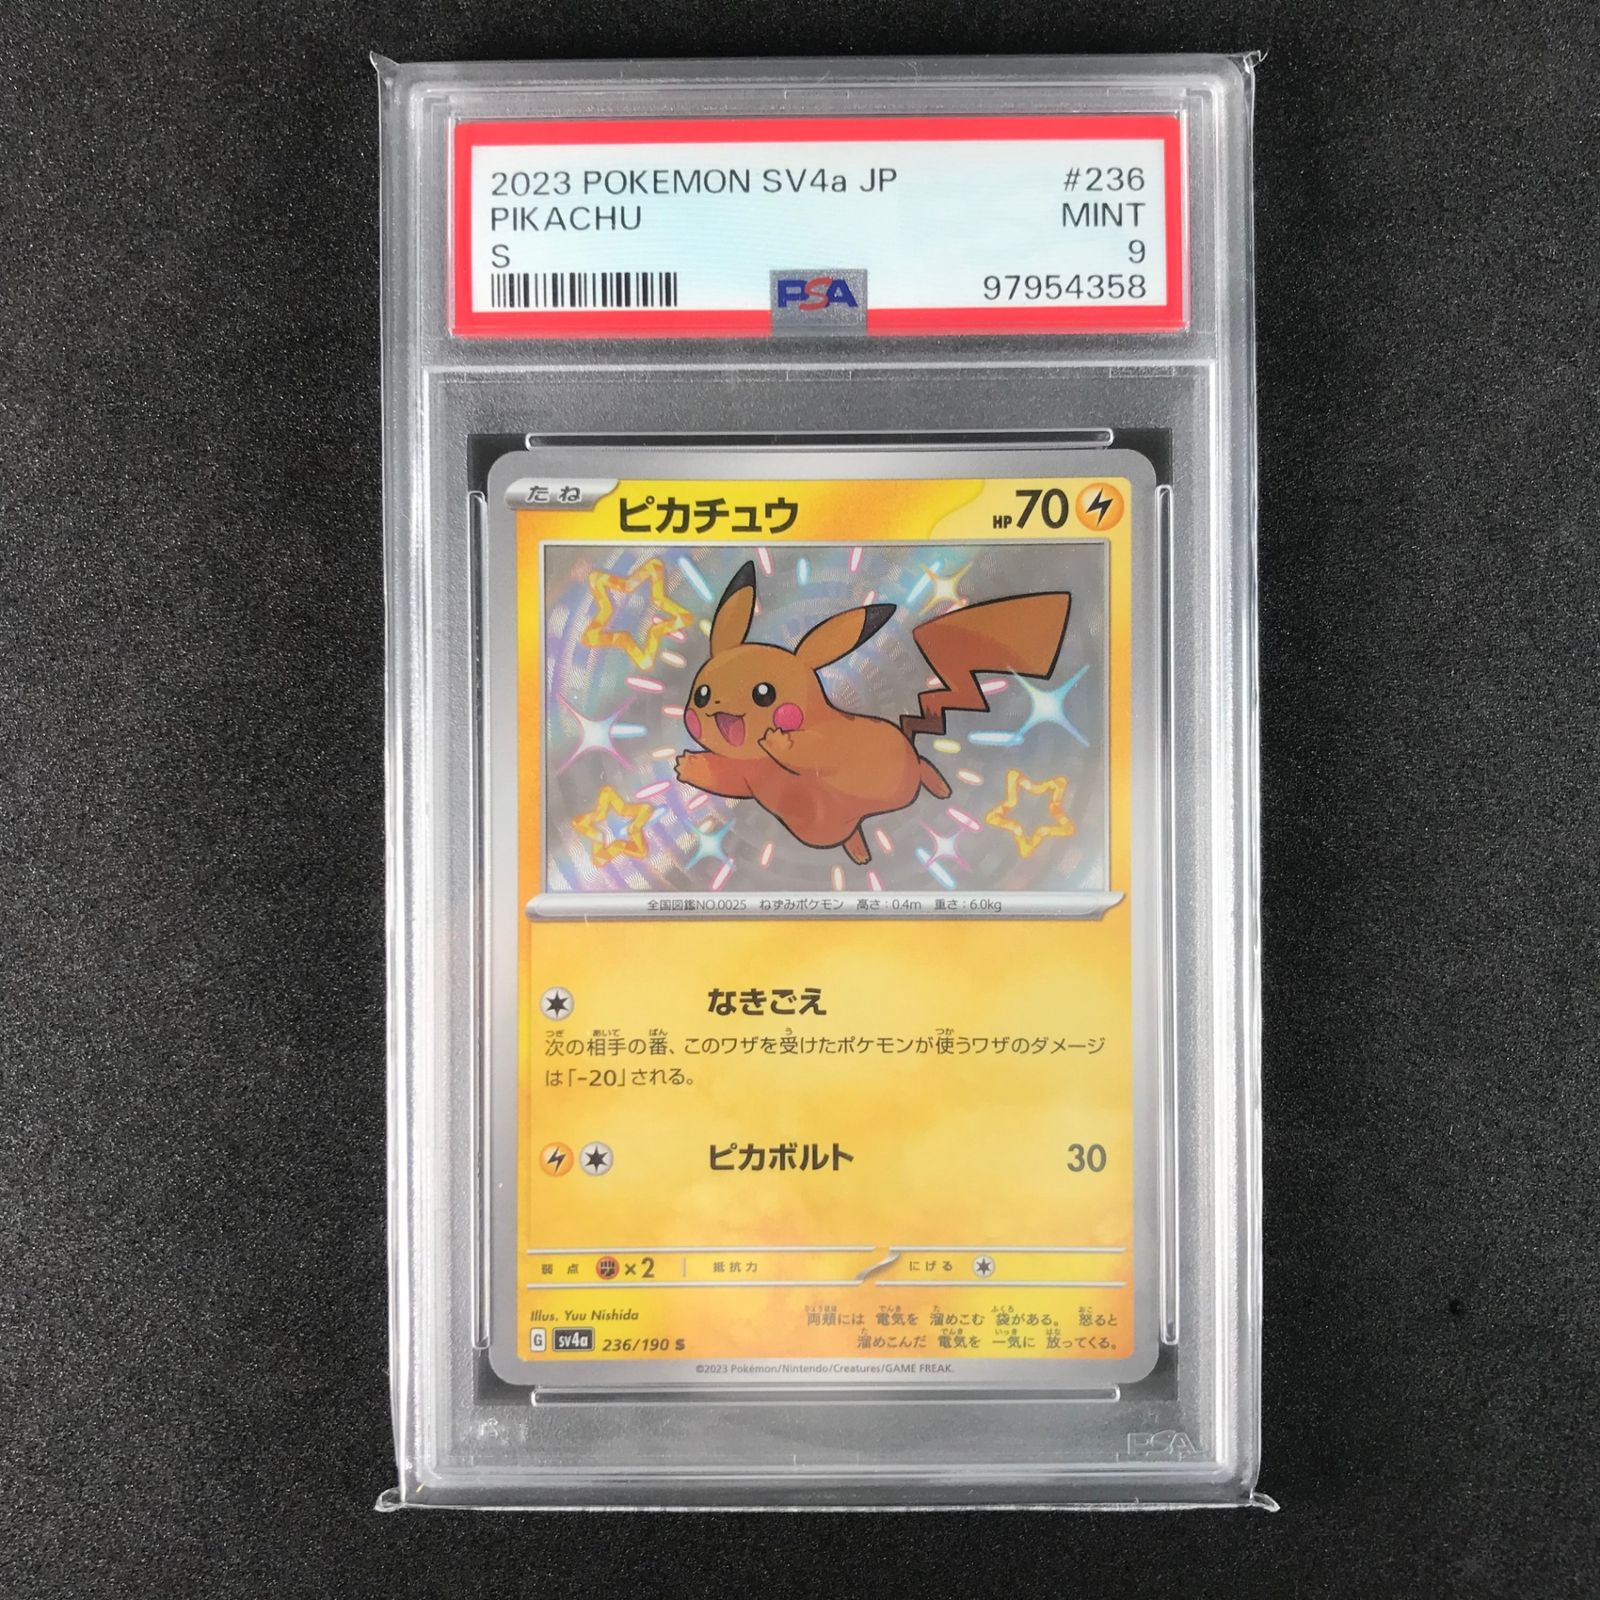 2023 POKEMON SV4a JP #236
PIKACHU MINT
S 9
PSA 97954358
たね ピカチュウ HP70
全国図鑑NO.0025 ねずみポケモン 高さ:0.4m 重さ:6.0kg
なきごえ
次の相手の番、このワザを受けたポケモンが使うワザのダメージ
は「-20」される。
ピカボルト 30
弱点 ×2 抵抗力 にげる
Illus. Yuu Nishida
両頬には 電気を 溜めこむ 袋がある。 怒ると
溜めこんだ 電気を 一気に 放ってくる。
G sv4a 236/190 S
©2023 Pokémon/Nintendo/Creatures/GAME FREAK.
PSA